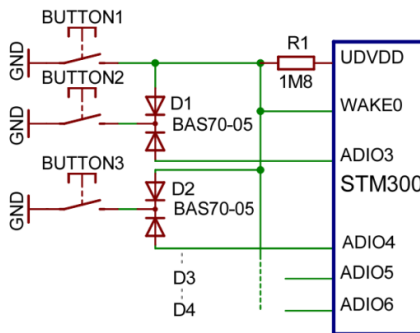 BUTTON1
GND
R1
1M8
UDVDD
BUTTON2
GND
D1
BAS70-05
WAKE0
ADIO3
BUTTON3
GND
D2
BAS70-05
STM300
ADIO4
D3
ADIO5
D4
ADIO6